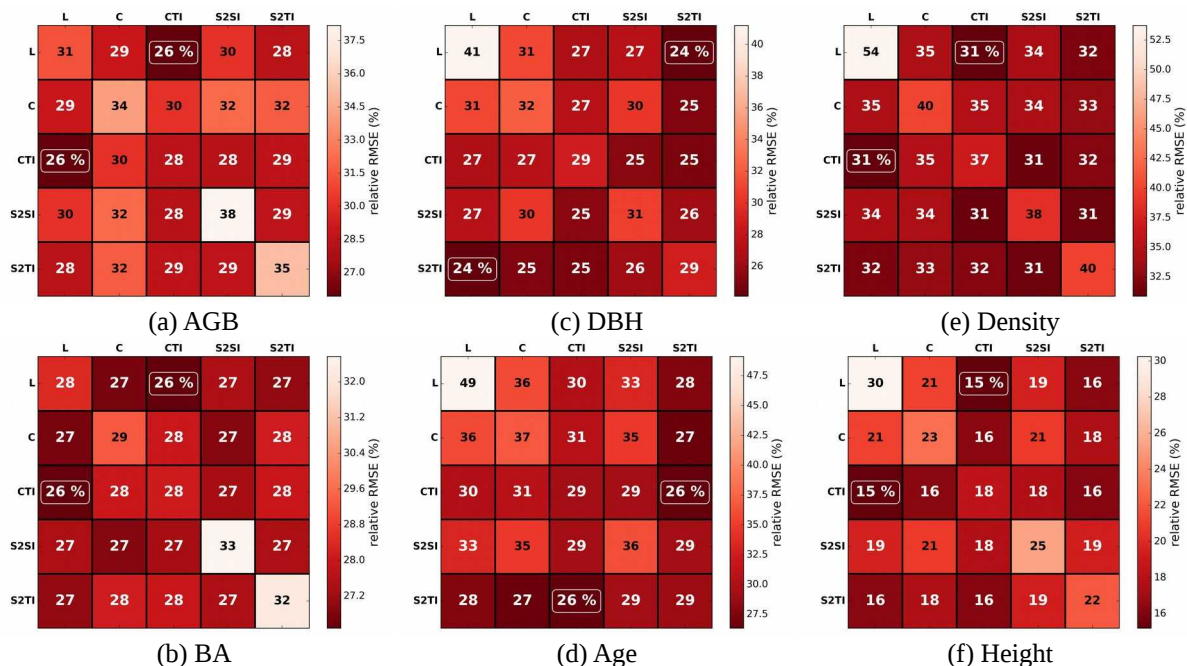 L C CTI S2SI S2TI
L 31 29 26 % 30 28
C 29 34 30 32 32
CTI 26 % 30 28 28 29
S2SI 30 32 28 38 29
S2TI 28 32 29 29 35
37.5
36.0
34.5
33.0
31.5
30.0
28.5
27.0
relative RMSE (%)
(a) AGB
L C CTI S2SI S2TI
L 41 31 27 27 24 %
C 31 32 27 30 25
CTI 27 27 29 25 25
S2SI 27 30 25 31 26
S2TI 24 % 25 25 26 29
40
38
36
34
32
30
28
26
relative RMSE (%)
(c) DBH
L C CTI S2SI S2TI
L 54 35 31 % 34 32
C 35 40 35 34 33
CTI 31 % 35 37 31 32
S2SI 34 34 31 38 31
S2TI 32 33 32 31 40
52.5
50.0
47.5
45.0
42.5
40.0
37.5
35.0
32.5
relative RMSE (%)
(e) Density
L C CTI S2SI S2TI
L 28 27 26 % 27 27
C 27 29 28 27 28
CTI 26 % 28 28 27 28
S2SI 27 27 27 33 27
S2TI 27 28 28 27 32
32.0
31.2
30.4
29.6
28.8
28.0
27.2
relative RMSE (%)
(b) BA
L C CTI S2SI S2TI
L 49 36 30 33 28
C 36 37 31 35 27
CTI 30 31 29 29 26 %
S2SI 33 35 29 36 29
S2TI 28 27 26 % 29 29
47.5
45.0
42.5
40.0
37.5
35.0
32.5
30.0
27.5
relative RMSE (%)
(d) Age
L C CTI S2SI S2TI
L 30 21 15 % 19 16
C 21 23 16 21 18
CTI 15 % 16 18 18 16
S2SI 19 21 18 25 19
S2TI 16 18 16 19 22
30
28
26
24
22
20
18
16
relative RMSE (%)
(f) Height